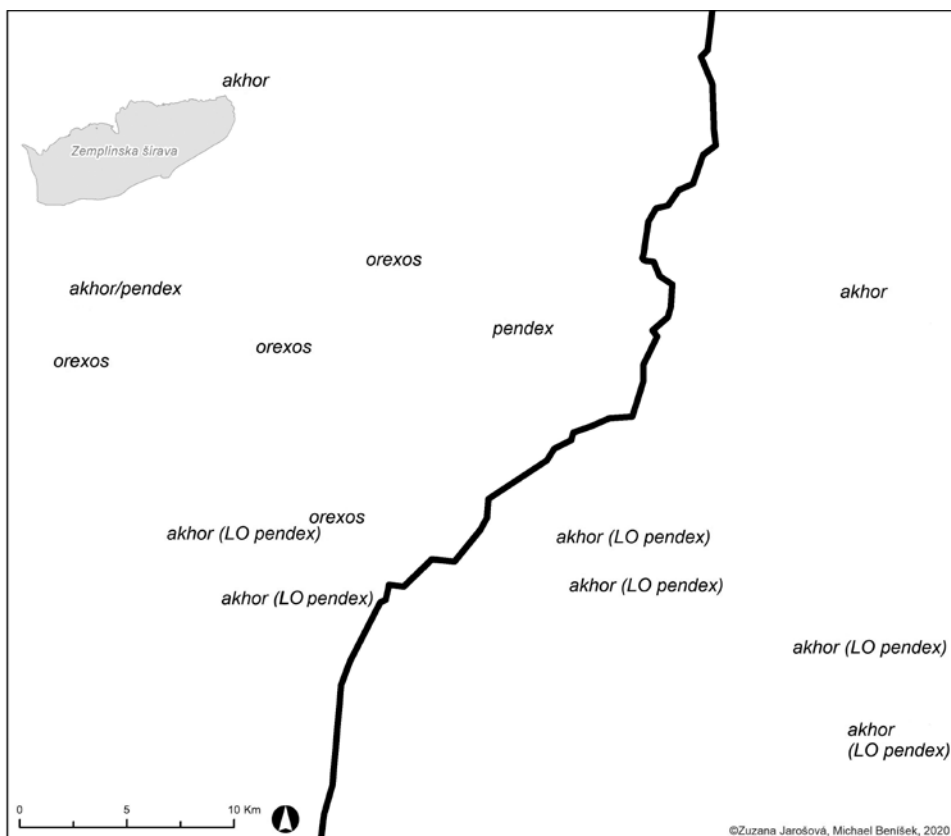 akhor
Zemplínska šírava
orexos
akhor/pendex
akhor
pendex
orexos
orexos
orexos
akhor (LO pendex)
akhor (LO pendex)
akhor (LO pendex)
akhor (LO pendex)
akhor (LO pendex)
akhor
(LO pendex)
0 5 10 Km
©Zuzana Jarošová, Michael Beníšek, 2020